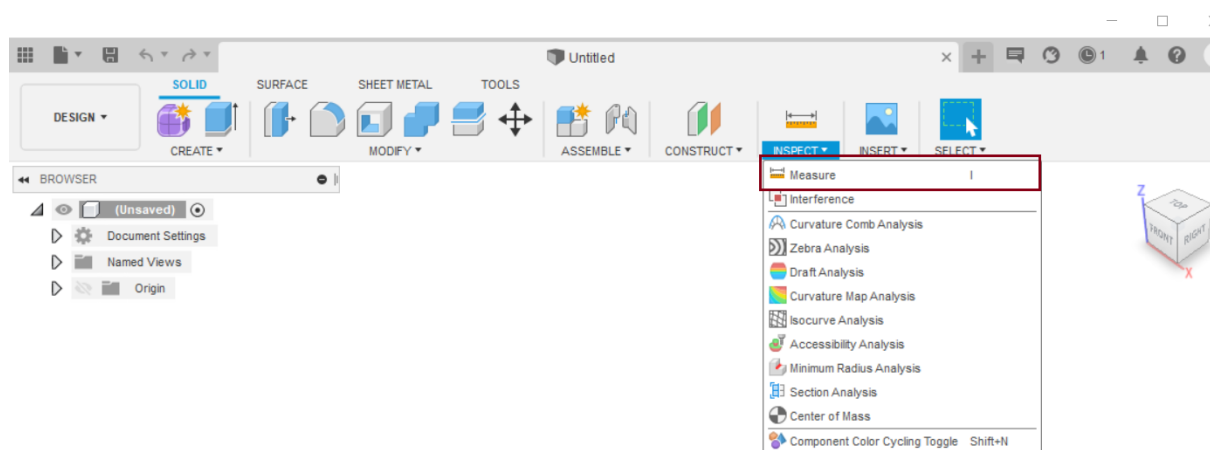 Untitled
1
SOLID SURFACE SHEET METAL TOOLS
DESIGN
CREATE MODIFY ASSEMBLE CONSTRUCT INSPECT INSERT SELECT
BROWSER
(Unsaved)
Document Settings
Named Views
Origin
Measure I
Interference
Curvature Comb Analysis
Zebra Analysis
Draft Analysis
Curvature Map Analysis
Isocurve Analysis
Accessibility Analysis
Minimum Radius Analysis
Section Analysis
Center of Mass
Component Color Cycling Toggle Shift+N
Z
TOP
FRONT RIGHT
X